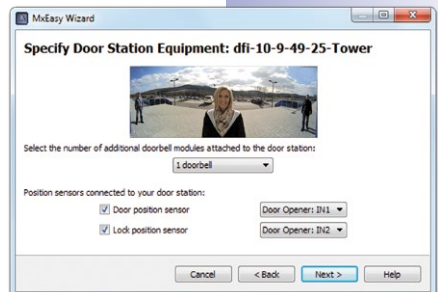 MxEasy Wizard
Specify Door Station Equipment: dfi-10-9-49-25-Tower
Select the number of additional doorbell modules attached to the door station:
1 doorbell
Position sensors connected to your door station:
Door position sensor Door Opener: IN1
Lock position sensor Door Opener: IN2
Cancel < Back Next > Help